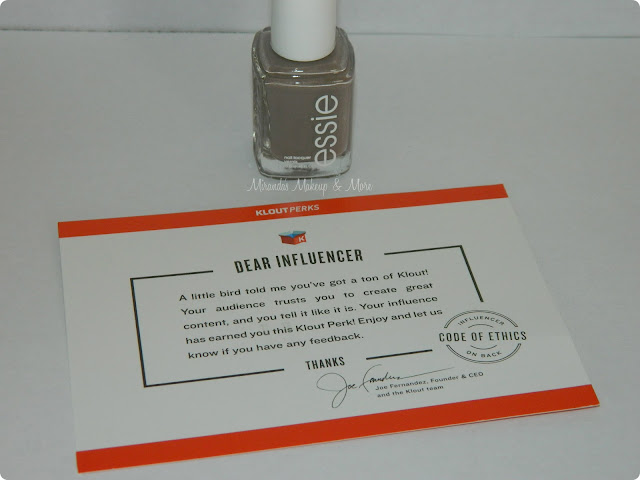 essie
Mirandas Makeup & More
KLOUT PERKS
K
DEAR INFLUENCER
A little bird told me you've got a ton of Klout!
Your audience trusts you to create great
content, and you tell it like it is. Your influence
has earned you this Klout Perk! Enjoy and let us
know if you have any feedback.
THANKS
Joe Fernandez, Founder & CEO
and the Klout team
INFLUENCER
CODE OF ETHICS
ON BACK